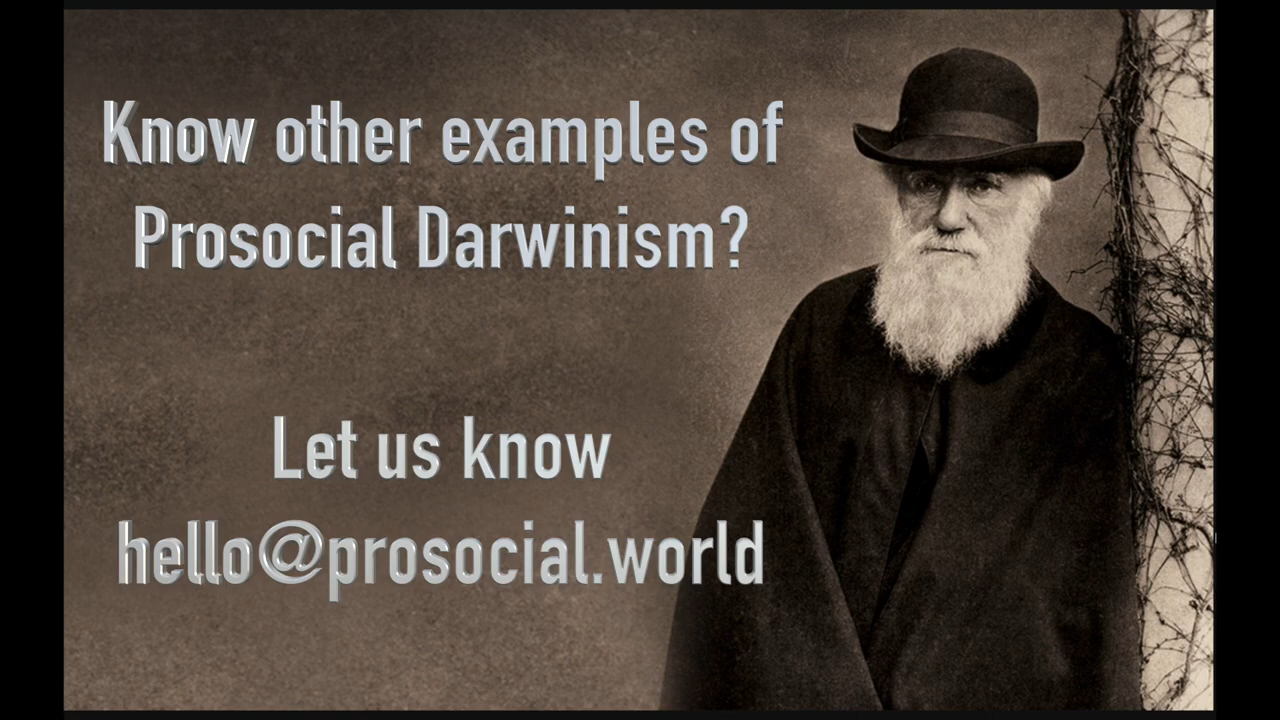 Know other examples of
Prosocial Darwinism?
Let us know
hello@prosocial.world